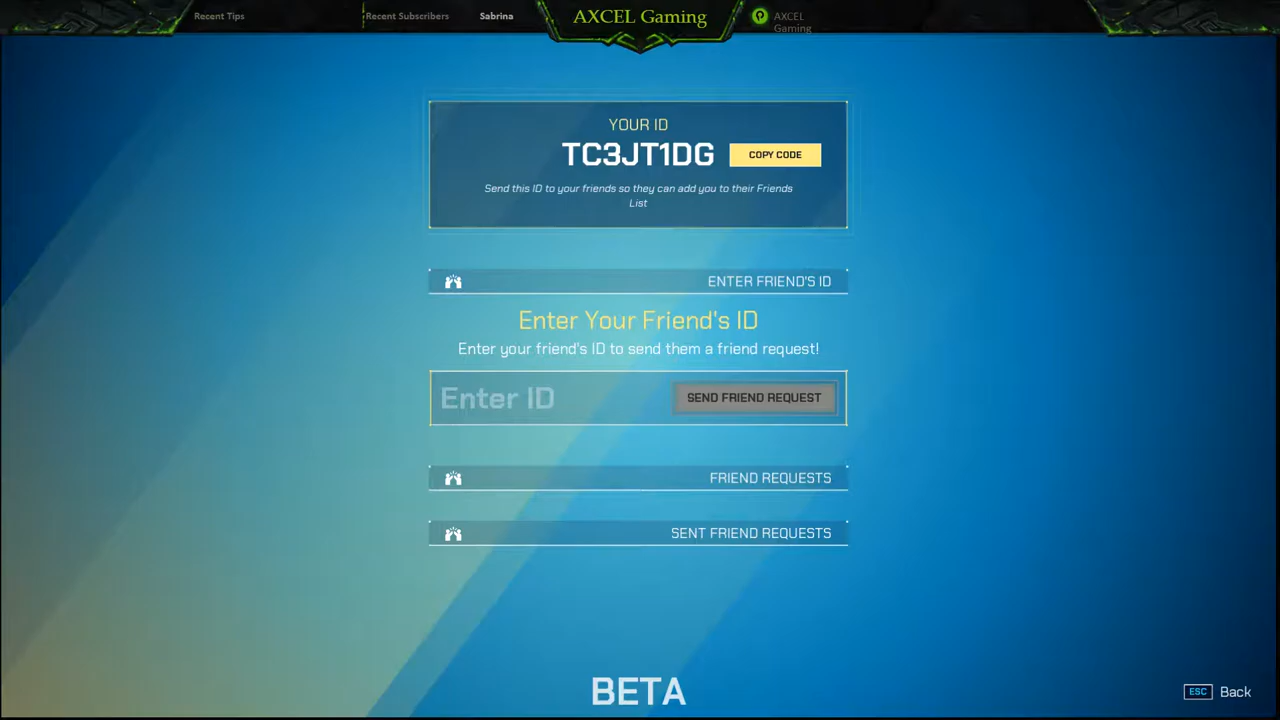 Recent Tips
Recent Subscribers
Sabrina
AXCEL Gaming
AXCEL
Gaming
YOUR ID
TC3JT1DG
COPY CODE
Send this ID to your friends so they can add you to their Friends
List
ENTER FRIEND'S ID
Enter Your Friend's ID
Enter your friend's ID to send them a friend request!
Enter ID
SEND FRIEND REQUEST
FRIEND REQUESTS
SENT FRIEND REQUESTS
BETA
ESC Back